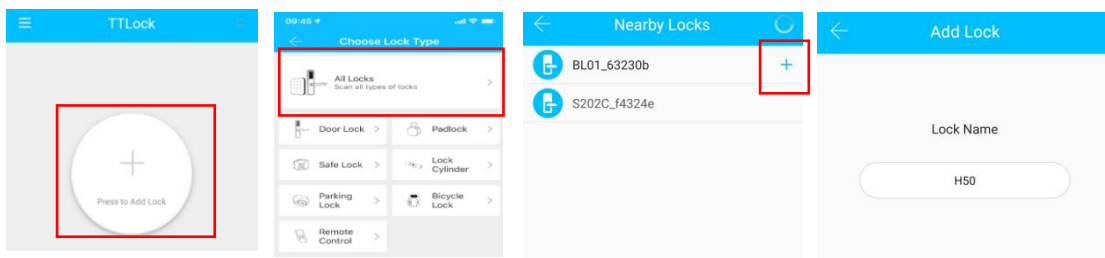 TTLock
Press to Add Lock
09:45
Choose Lock Type
All Locks
Scan all types of locks
Door Lock
Padlock
Safe Lock
Lock
Cylinder
Parking
Lock
Bicycle
Lock
Remote
Control
Nearby Locks
BL01_63230b
S202C_f4324e
Add Lock
Lock Name
H50